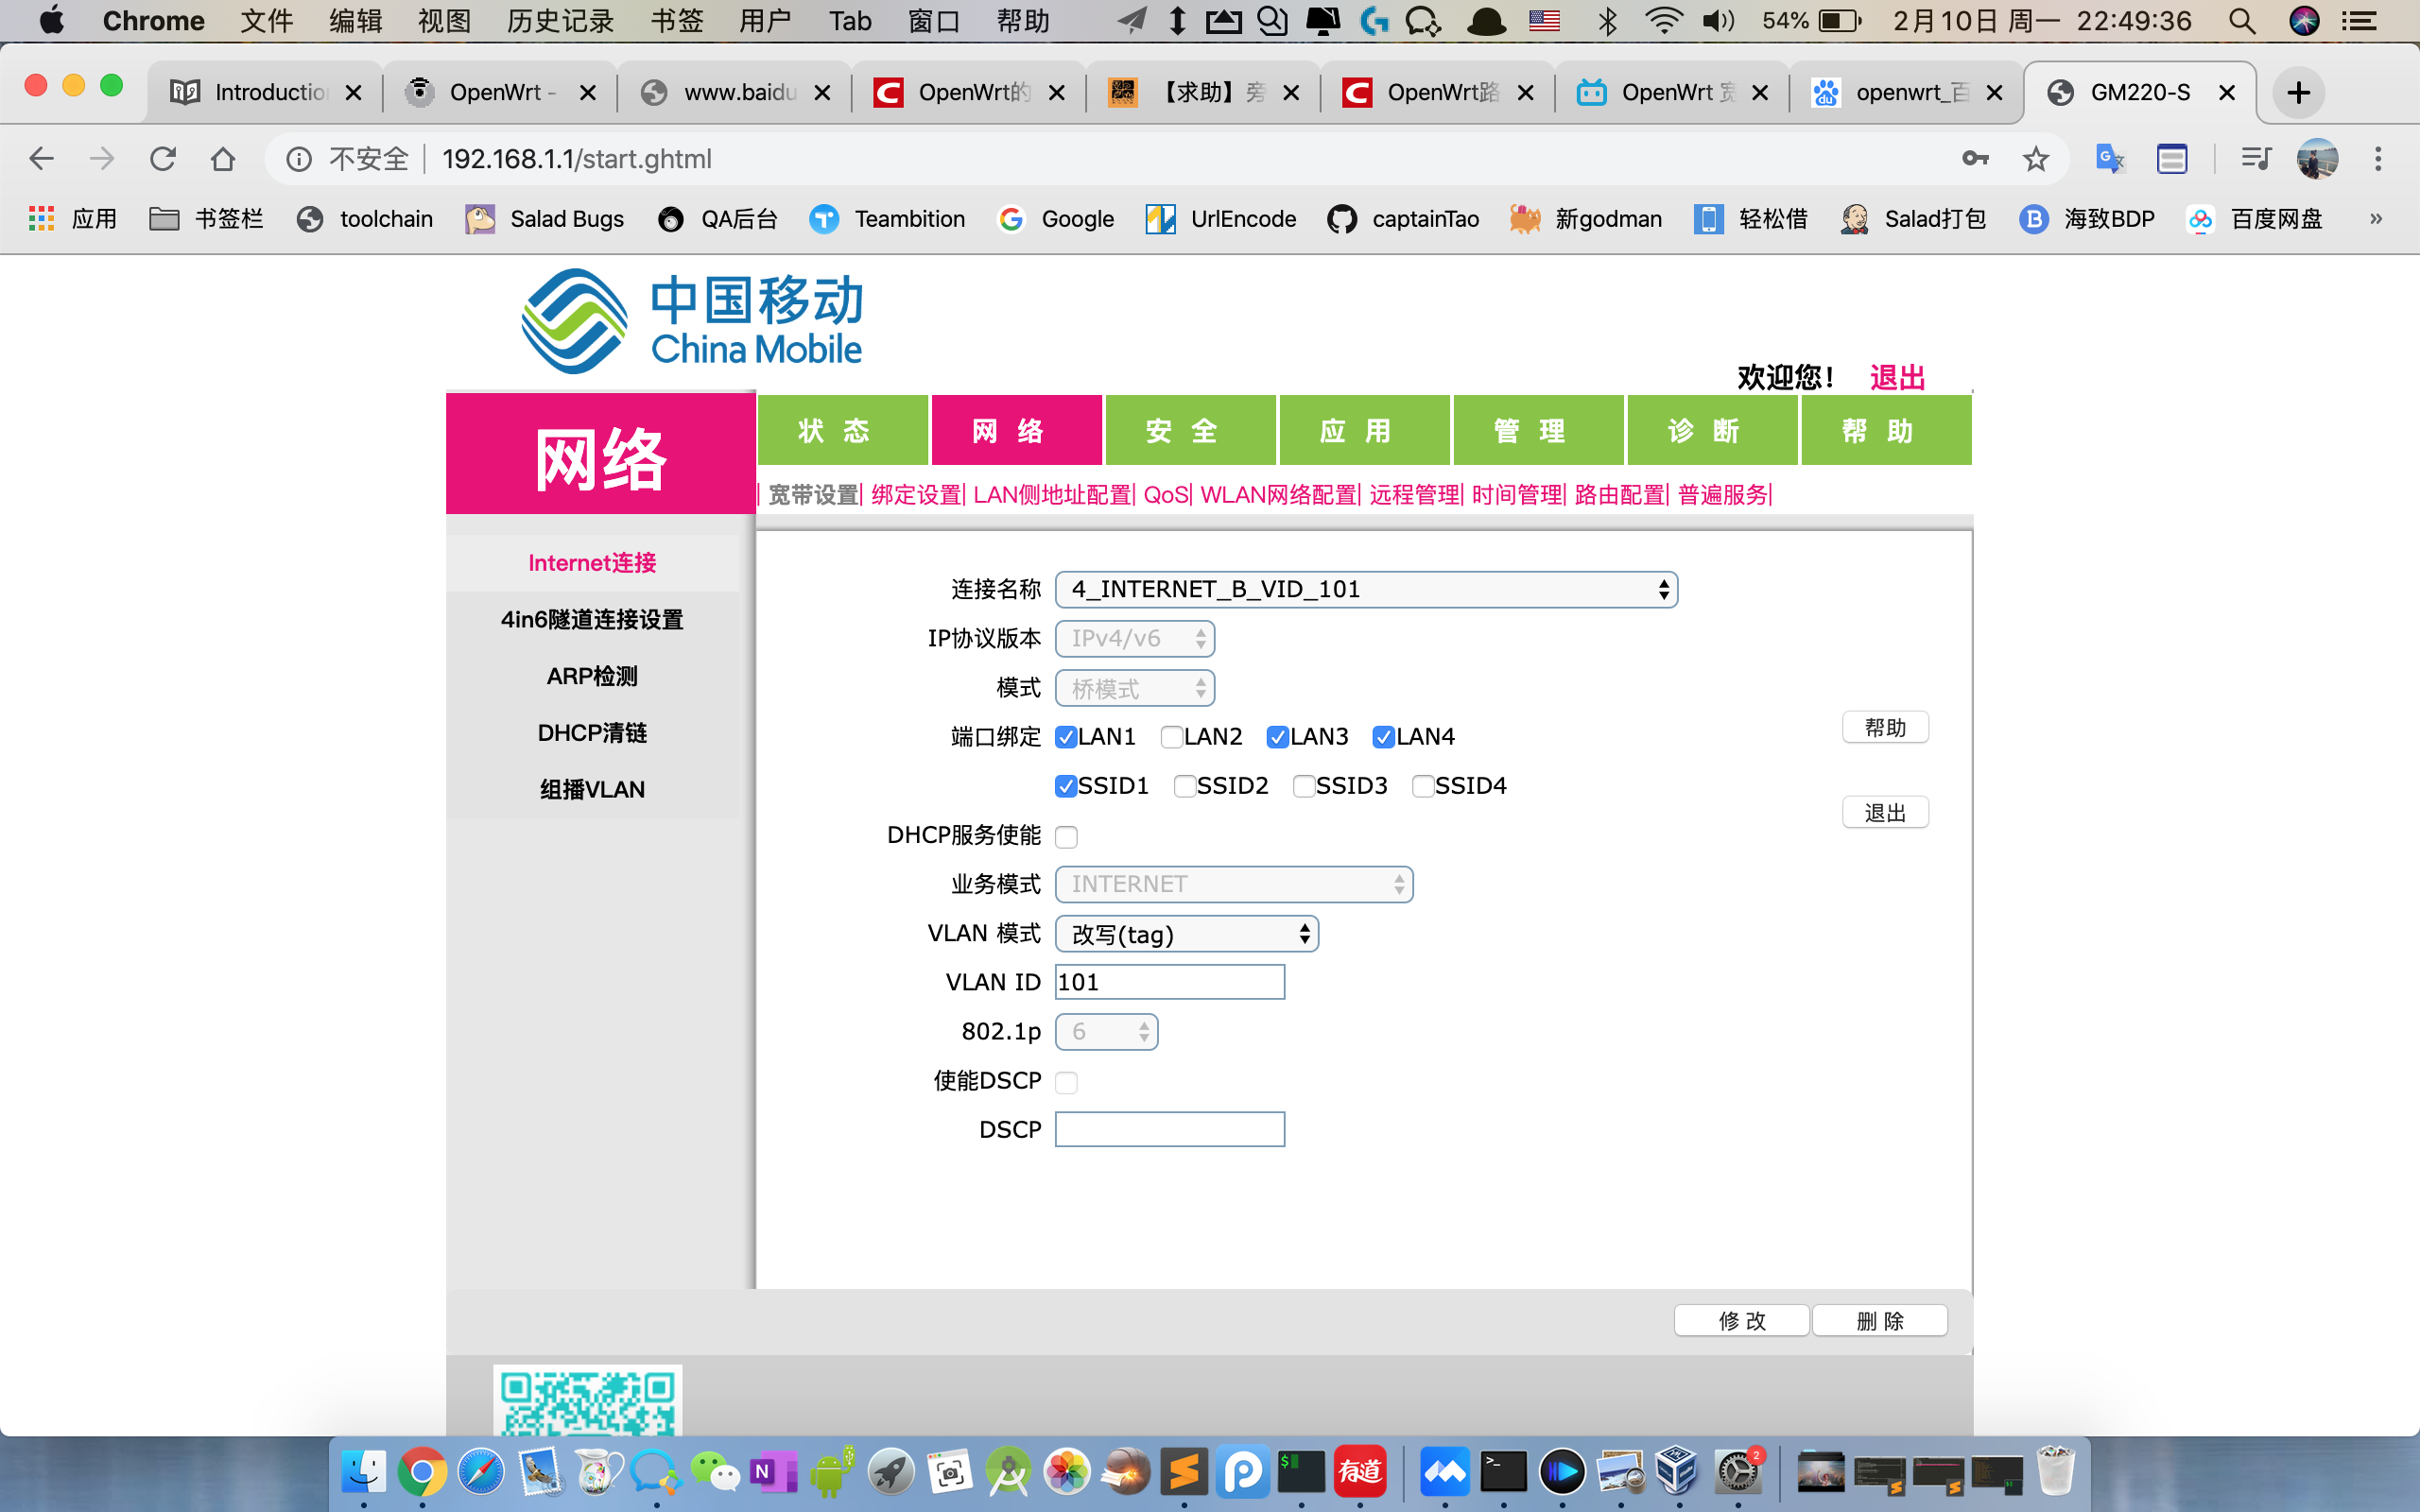 Chrome 文件 编辑 视图 历史记录 书签 用户 Tab 窗口 帮助 54% 2月10日 周一 22:49:36
Introduction OpenWrt - www.baidu OpenWrt的 【求助】旁 OpenWrt路 OpenWrt 宽 openwrt_百 GM220-S
不安全 192.168.1.1/start.ghtml
应用 书签栏 toolchain Salad Bugs QA后台 Teambition Google UrlEncode captainTao 新godman 轻松借 Salad打包 海致BDP 百度网盘 »
中国移动
China Mobile
欢迎您! 退出
网络
状态 网络 安全 应用 管理 诊断 帮助
| 宽带设置| 绑定设置| LAN侧地址配置| QoS| WLAN网络配置| 远程管理| 时间管理| 路由配置| 普遍服务|
Internet连接
4in6隧道连接设置
ARP检测
DHCP清链
组播VLAN
连接名称 4_INTERNET_B_VID_101
IP协议版本 IPv4/v6
模式 桥模式
端口绑定 LAN1 LAN2 LAN3 LAN4
SSID1 SSID2 SSID3 SSID4
DHCP服务使能
业务模式 INTERNET
VLAN 模式 改写(tag)
VLAN ID 101
802.1p 6
使能DSCP
DSCP
帮助
退出
修改 删除
有道
2